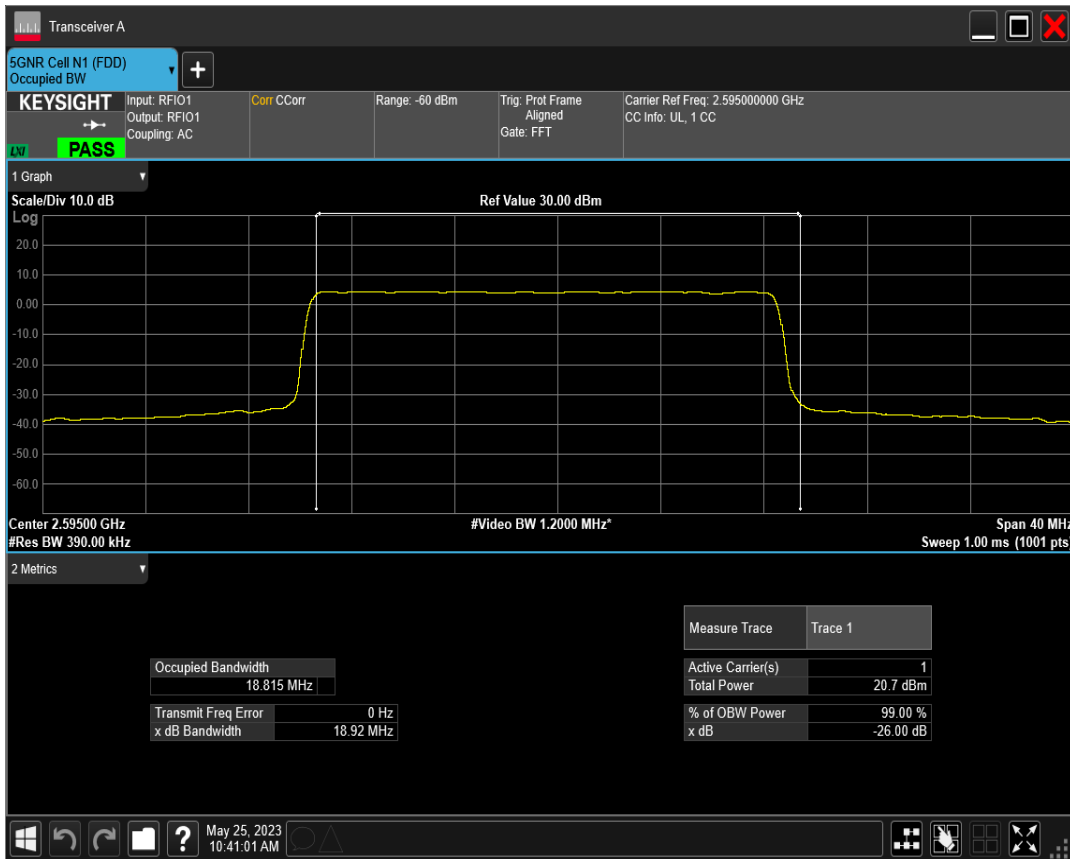 Transceiver A
5GNR Cell N1 (FDD)
Occupied BW
+
KEYSIGHT
LXI
PASS
Input: RFIO1
Output: RFIO1
Coupling: AC
Corr CCorr
Range: -60 dBm
Trig: Prot Frame
Aligned
Gate: FFT
Carrier Ref Freq: 2.595000000 GHz
CC Info: UL, 1 CC
1 Graph
Scale/Div 10.0 dB
Ref Value 30.00 dBm
Log
20.0
10.0
0.00
-10.0
-20.0
-30.0
-40.0
-50.0
-60.0
Center 2.59500 GHz
#Video BW 1.2000 MHz*
Span 40 MHz
#Res BW 390.00 kHz
Sweep 1.00 ms (1001 pts)
2 Metrics
Measure Trace Trace 1
Occupied Bandwidth
18.815 MHz
Active Carrier(s) 1
Total Power 20.7 dBm
Transmit Freq Error 0 Hz
x dB Bandwidth 18.92 MHz
% of OBW Power 99.00 %
x dB -26.00 dB
?
May 25, 2023
10:41:01 AM